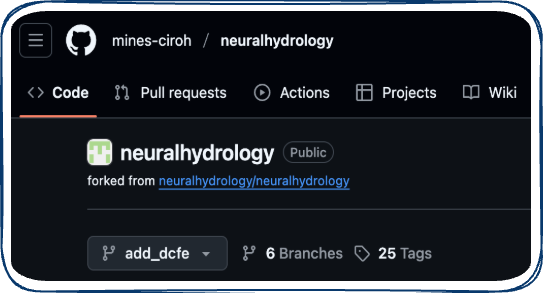 mines-ciroh / neuralhydrology
Code Pull requests Actions Projects Wiki
neuralhydrology Public
forked from neuralhydrology/neuralhydrology
add_dcfe 6 Branches 25 Tags